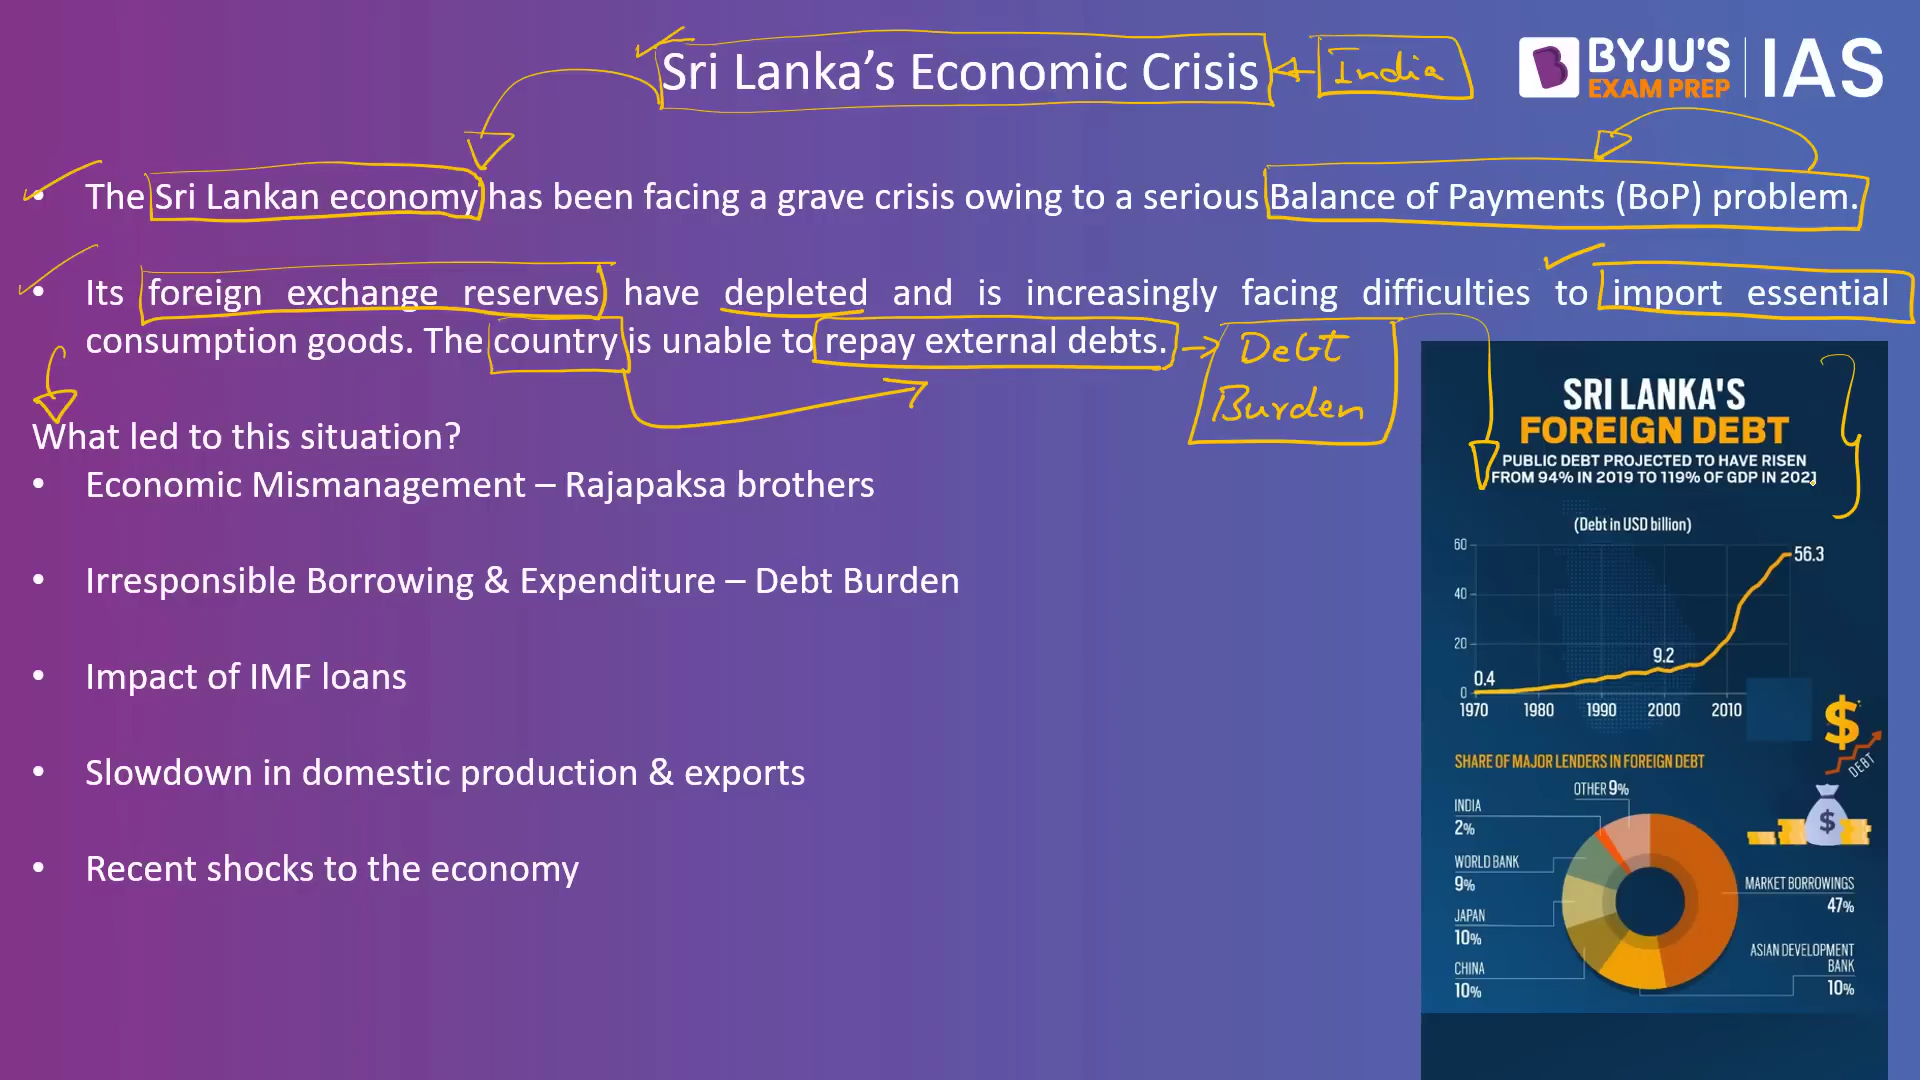 Sri Lanka's Economic Crisis
India
BYJU'S
EXAM PREP
IAS
• The Sri Lankan economy has been facing a grave crisis owing to a serious Balance of Payments (BoP) problem.
• Its foreign exchange reserves have depleted and is increasingly facing difficulties to import essential
consumption goods. The country is unable to repay external debts.
DeGt
Burden
What led to this situation?
• Economic Mismanagement – Rajapaksa brothers
• Irresponsible Borrowing & Expenditure – Debt Burden
• Impact of IMF loans
• Slowdown in domestic production & exports
• Recent shocks to the economy
SRI LANKA'S
FOREIGN DEBT
PUBLIC DEBT PROJECTED TO HAVE RISEN
FROM 94% IN 2019 TO 119% OF GDP IN 2021
(Debt in USD billion)
60
56.3
40
20
9.2
0.4
0
1970 1980 1990 2000 2010
$
DEBT
SHARE OF MAJOR LENDERS IN FOREIGN DEBT
OTHER 9%
INDIA
2%
WORLD BANK
9%
JAPAN
10%
CHINA
10%
$
MARKET BORROWINGS
47%
ASIAN DEVELOPMENT
BANK
10%